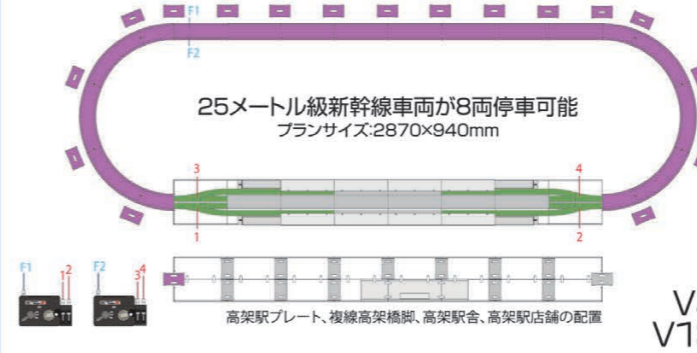 F1
F2
25メートル級新幹線車両が8両停車可能
プランサイズ:2870×940mm
3
4
1
2
F1
1 2
F2
3 4
高架駅プレート、複線高架橋脚、高架駅舎、高架駅店舗の配置